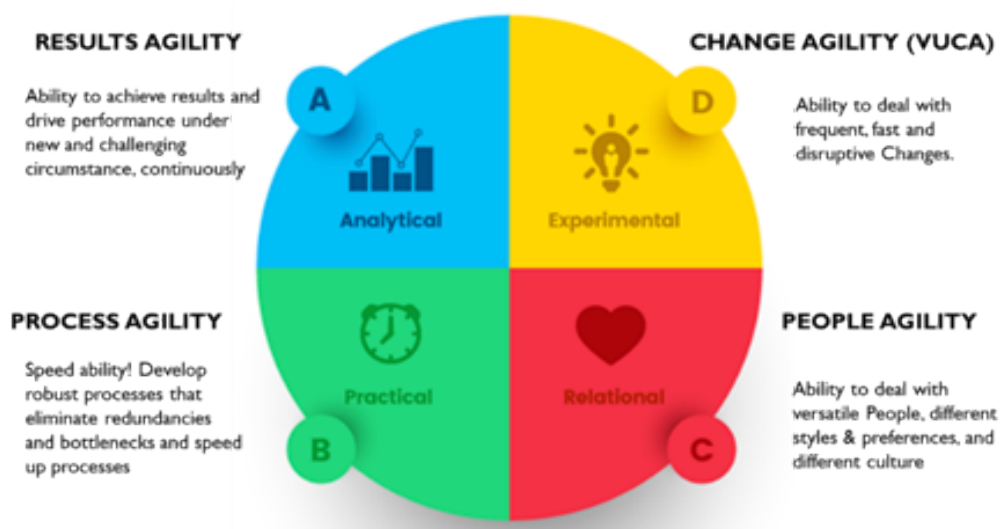 RESULTS AGILITY
Ability to achieve results and
drive performance under
new and challenging
circumstance, continuously
A
Analytical
CHANGE AGILITY (VUCA)
Ability to deal with
frequent, fast and
disruptive Changes.
D
Experimental
PROCESS AGILITY
Speed ability! Develop
robust processes that
eliminate redundancies
and bottlenecks and speed
up processes
Practical
B
PEOPLE AGILITY
Ability to deal with
versatile People, different
styles & preferences, and
different culture
Relational
C